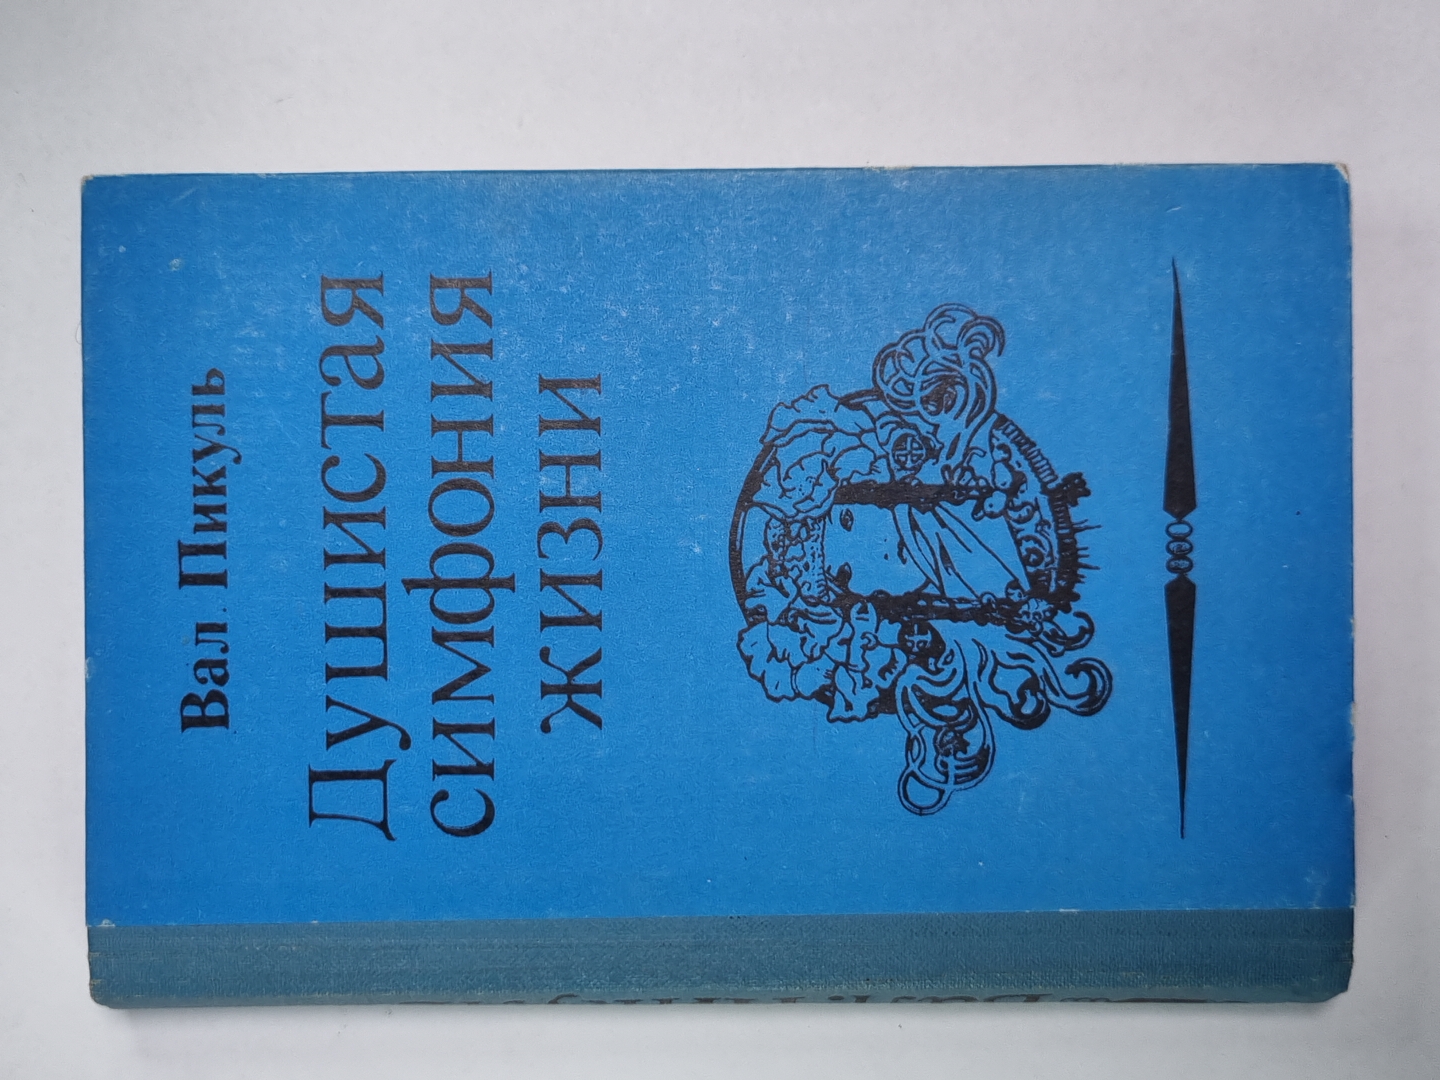 Вал. Пикуль
Душистая
симфония
жизни